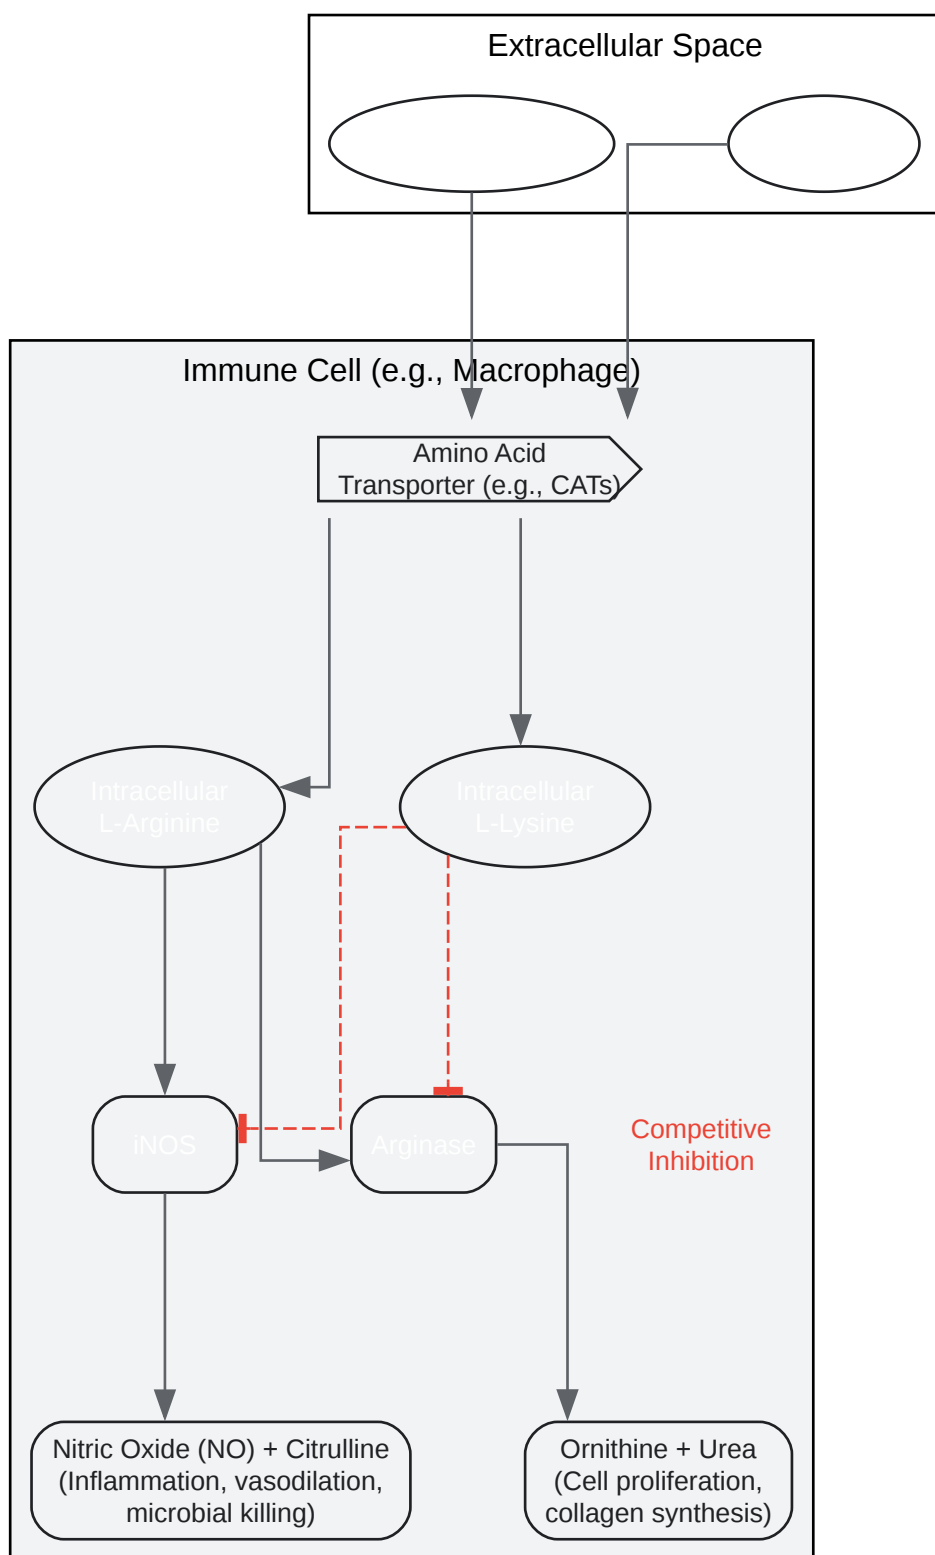 Extracellular Space
Immune Cell (e.g., Macrophage)
Amino Acid
Transporter (e.g., CATs)
Intracellular
L-Arginine
Intracellular
L-Lysine
iNOS
Arginase
Competitive
Inhibition
Nitric Oxide (NO) + Citrulline
(Inflammation, vasodilation,
microbial killing)
Ornithine + Urea
(Cell proliferation,
collagen synthesis)